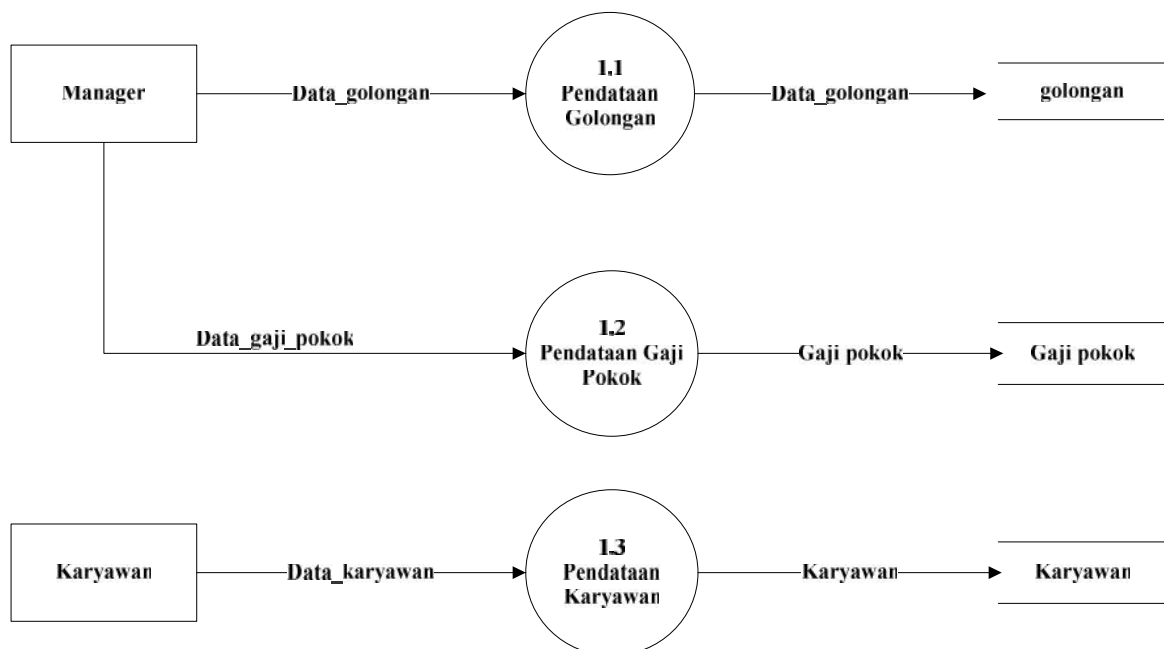 Manager
Data_golongan
1.1
Pendataan
Golongan
Data_golongan
golongan
Data_gaji_pokok
1.2
Pendataan Gaji
Pokok
Gaji pokok
Gaji pokok
Karyawan
Data_karyawan
1.3
Pendataan
Karyawan
Karyawan
Karyawan